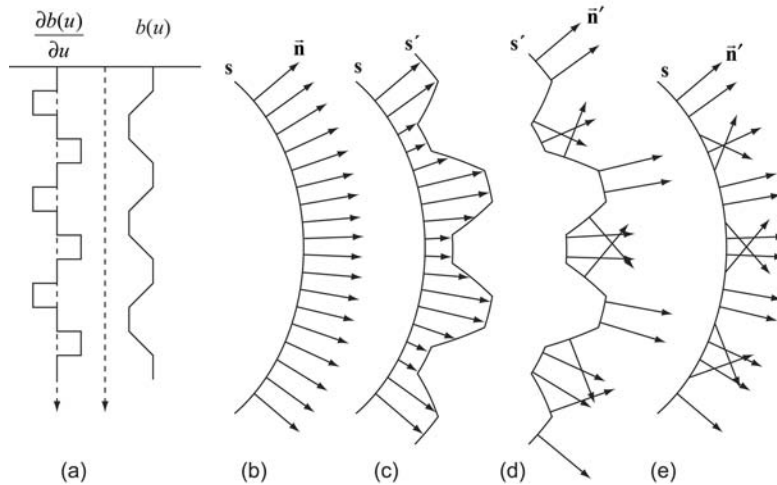 ∂b(u)
∂u
b(u)
s
n⃗
s
s′
s′
n⃗′
s
n⃗′
(a)
(b)
(c)
(d)
(e)